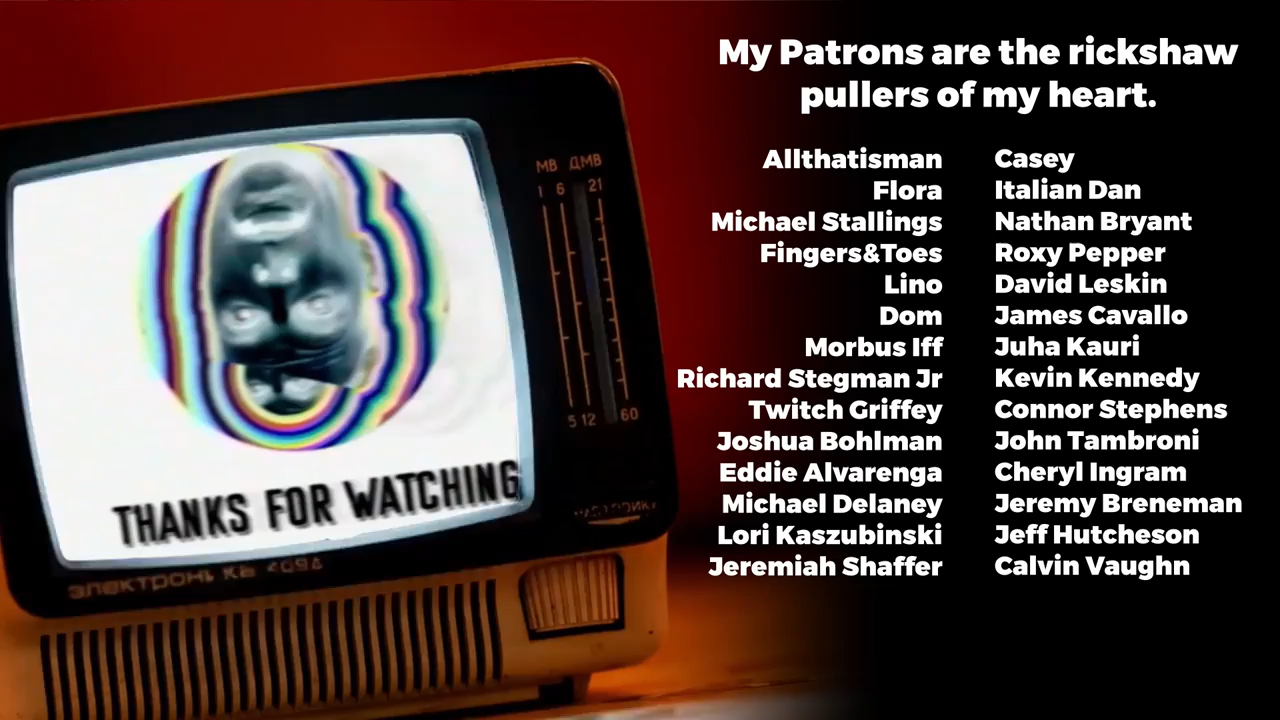 My Patrons are the rickshaw
pullers of my heart.
Allthatisman
Flora
Michael Stallings
Fingers&Toes
Lino
Dom
Morbus Iff
Richard Stegman Jr
Twitch Griffey
Joshua Bohlman
Eddie Alvarenga
Michael Delaney
Lori Kaszubinski
Jeremiah Shaffer
Casey
Italian Dan
Nathan Bryant
Roxy Pepper
David Leskin
James Cavallo
Juha Kauri
Kevin Kennedy
Connor Stephens
John Tambroni
Cheryl Ingram
Jeremy Breneman
Jeff Hutcheson
Calvin Vaughn
МВ ДМВ
1 6 21
5 12 60
THANKS FOR WATCHING